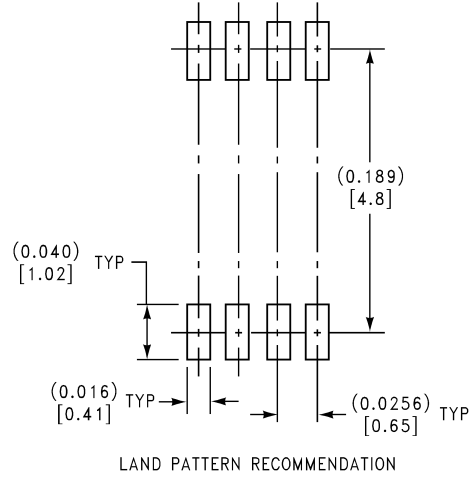 (0.189)
[4.8]
(0.040)
[1.02] TYP
(0.016)
[0.41] TYP
(0.0256)
[0.65] TYP
LAND PATTERN RECOMMENDATION